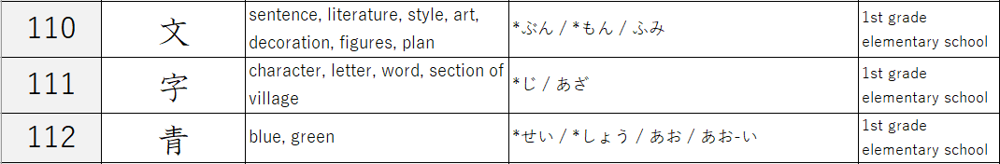 110 文 sentence, literature, style, art, decoration, figures, plan *ぶん / *もん / ふみ 1st grade elementary school
111 字 character, letter, word, section of village *じ / あざ 1st grade elementary school
112 青 blue, green *せい / *しょう / あお / あお-い 1st grade elementary school